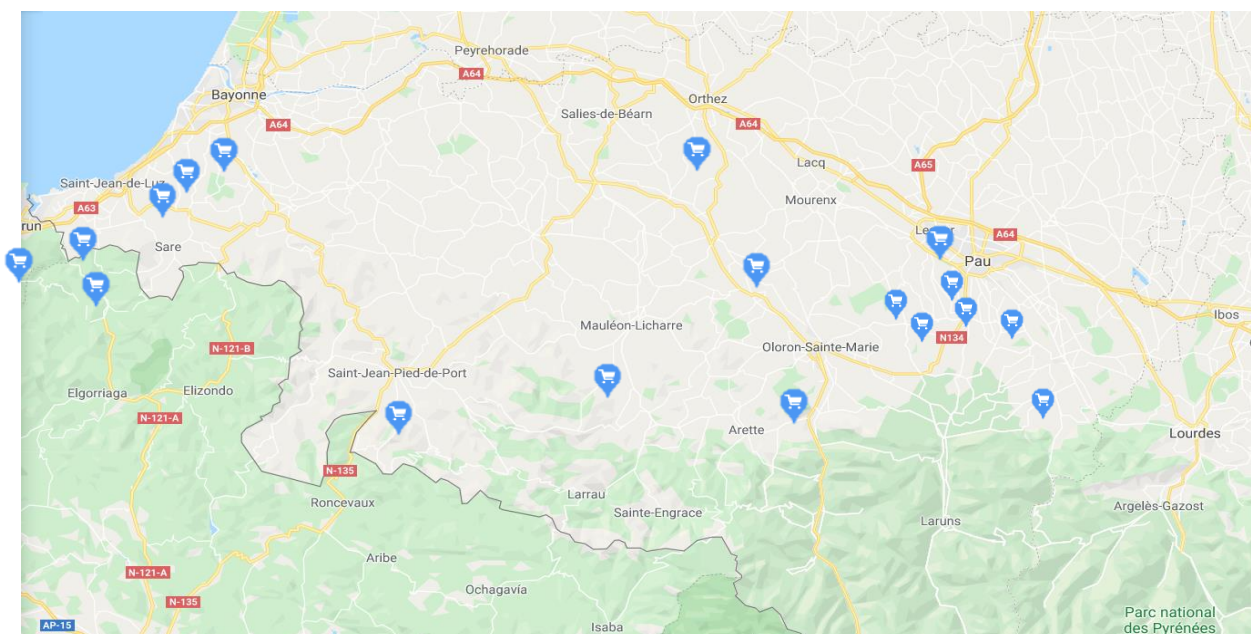 Peyrehorade
A64
Bayonne
Orthez
Salies-de-Béarn
A64
A64
Lacq
A65
Saint-Jean-de-Luz
Mourenx
A63
A64
run
Sare
Pau
Ibos
Mauléon-Licharre
N134
Oloron-Sainte-Marie
N-121-B
Saint-Jean-Pied-de-Port
Elgorriaga
Elizondo
N-121-A
Arette
Lourdes
N-135
Larrau
Roncevaux
Sainte-Engrace
Argelès-Gazost
Laruns
Aribe
N-121-A
Ochagavía
N-135
Parc national
des Pyrénées
AP-15
Isaba